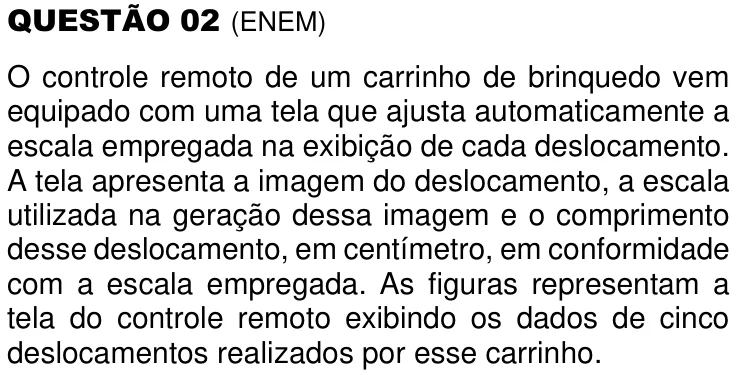 QUESTÃO 02 (ENEM)
O controle remoto de um carrinho de brinquedo vem
equipado com uma tela que ajusta automaticamente a
escala empregada na exibição de cada deslocamento.
A tela apresenta a imagem do deslocamento, a escala
utilizada na geração dessa imagem e o comprimento
desse deslocamento, em centímetro, em conformidade
com a escala empregada. As figuras representam a
tela do controle remoto exibindo os dados de cinco
deslocamentos realizados por esse carrinho.